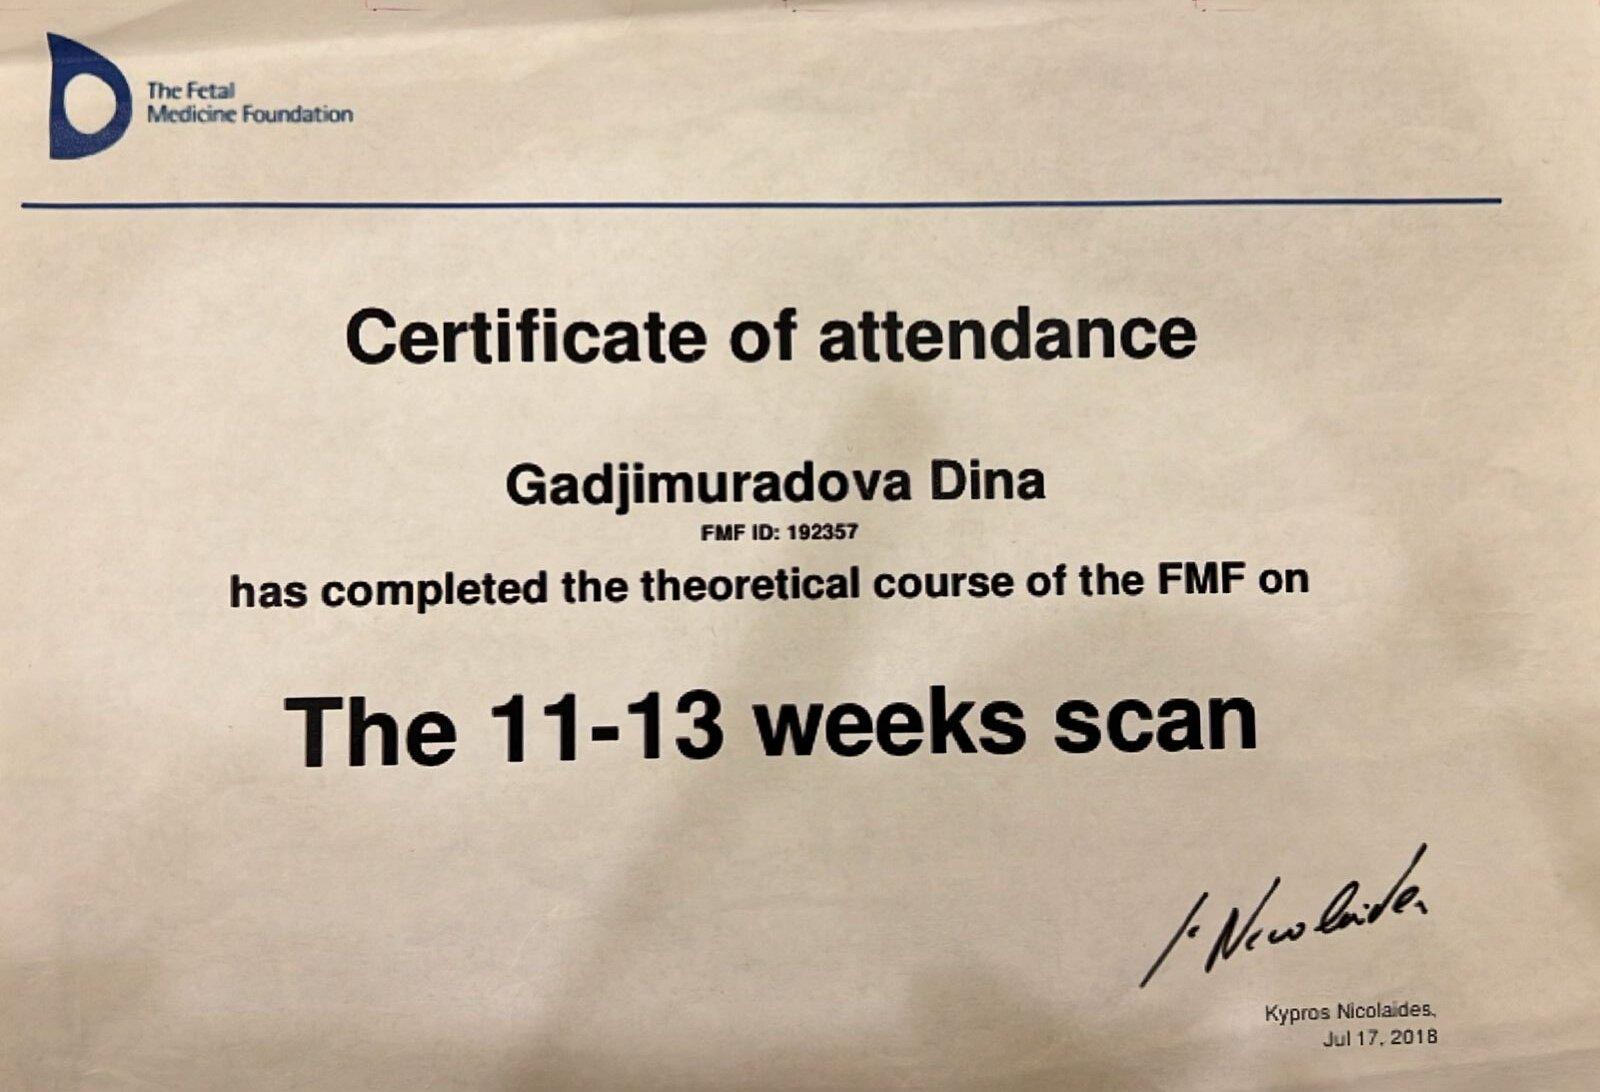 The Fetal
Medicine Foundation
Certificate of attendance
Gadjimuradova Dina
FMF ID: 192357
has completed the theoretical course of the FMF on
The 11-13 weeks scan
Nicolaides
Kypros Nicolaides,
Jul 17, 2018